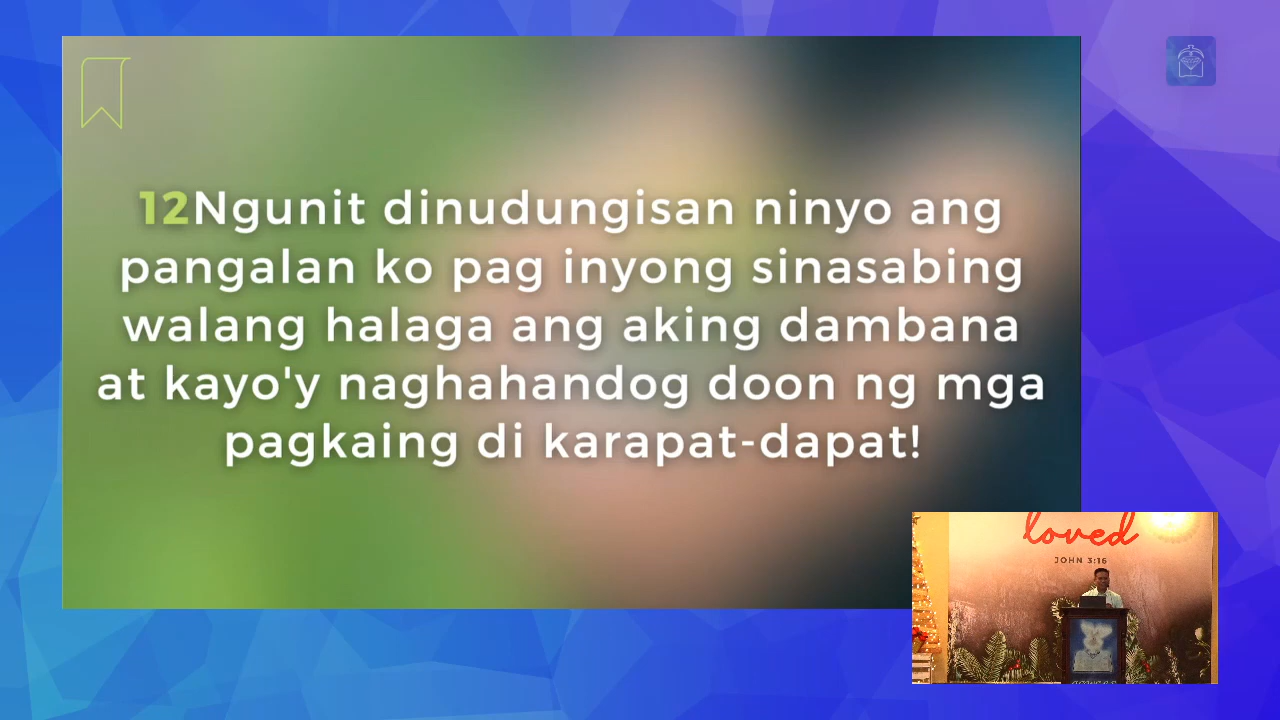 12Ngunit dinudungisan ninyo ang
pangalan ko pag inyong sinasabing
walang halaga ang aking dambana
at kayo'y naghahandog doon ng mga
pagkaing di karapat-dapat!
loved
JOHN 3:16